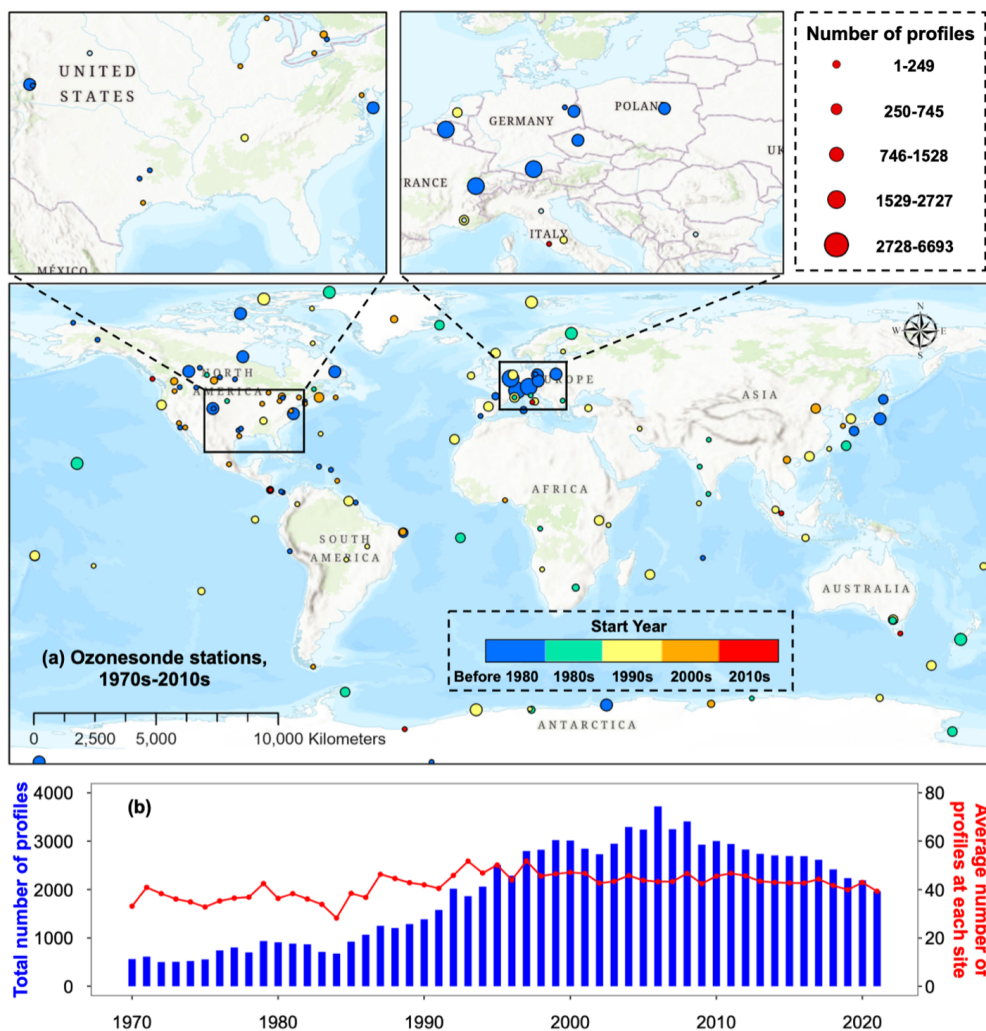 UNITED
STATES
MÉXICO
GERMANY
POLAN
RANCE
ITALY
UK
Number of profiles
1-249
250-745
746-1528
1529-2727
2728-6693
N
W
E
S
NORTH
AMERICA
EUROPE
ASIA
AFRICA
SOUTH
AMERICA
AUSTRALIA
Start Year
Before 1980
1980s
1990s
2000s
2010s
(a) Ozonesonde stations,
1970s-2010s
ANTARCTICA
0
2,500
5,000
10,000 Kilometers
(b)
Total number of profiles
4000
3000
2000
1000
0
80
60
40
20
0
Average number of
profiles at each site
1970
1980
1990
2000
2010
2020